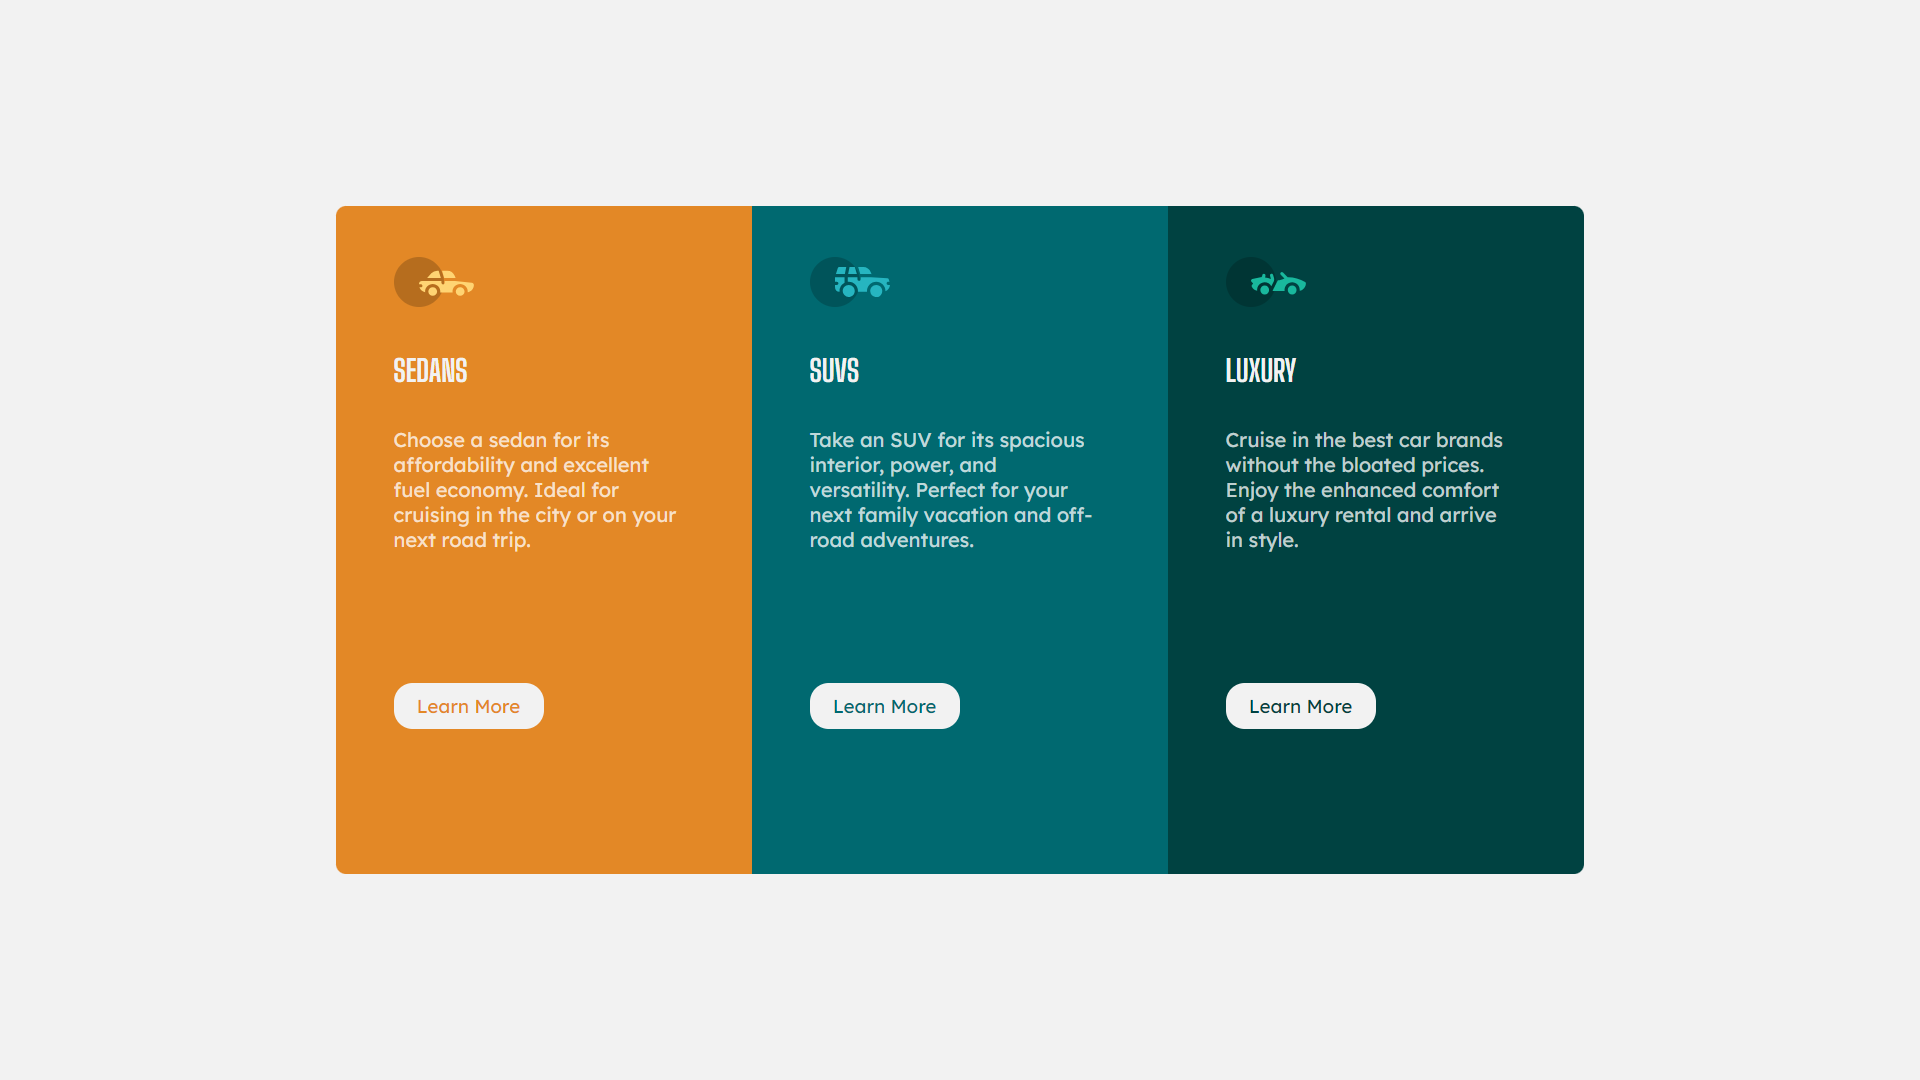 SEDANS
Choose a sedan for its
affordability and excellent
fuel economy. Ideal for
cruising in the city or on your
next road trip.
Learn More
SUVS
Take an SUV for its spacious
interior, power, and
versatility. Perfect for your
next family vacation and off-
road adventures.
Learn More
LUXURY
Cruise in the best car brands
without the bloated prices.
Enjoy the enhanced comfort
of a luxury rental and arrive
in style.
Learn More